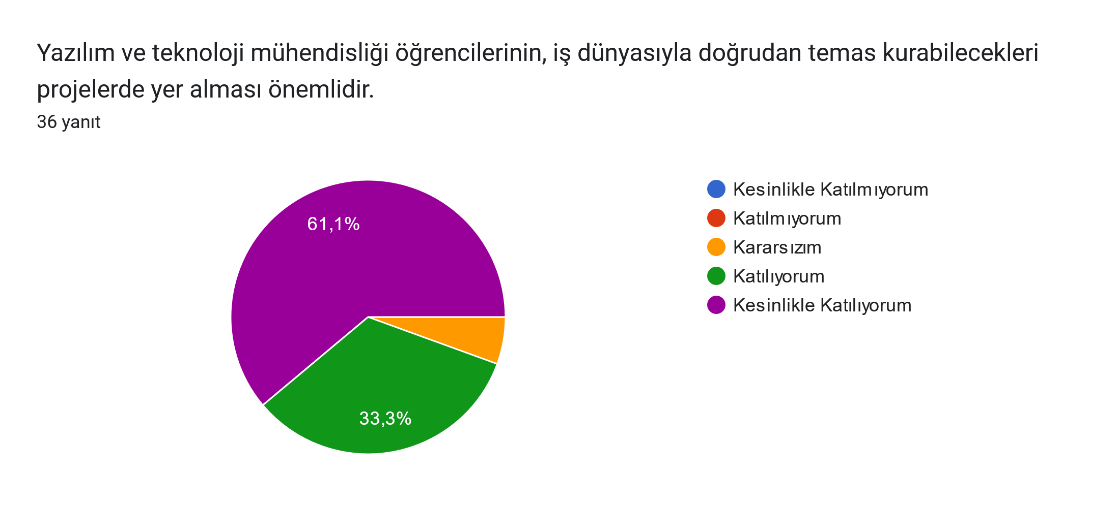 Yazılım ve teknoloji mühendisliği öğrencilerinin, iş dünyasıyla doğrudan temas kurabilecekleri
projelerde yer alması önemlidir.
36 yanıt
61,1%
33,3%
Kesinlikle Katılmıyorum
Katılmıyorum
Kararsızım
Katılıyorum
Kesinlikle Katılıyorum